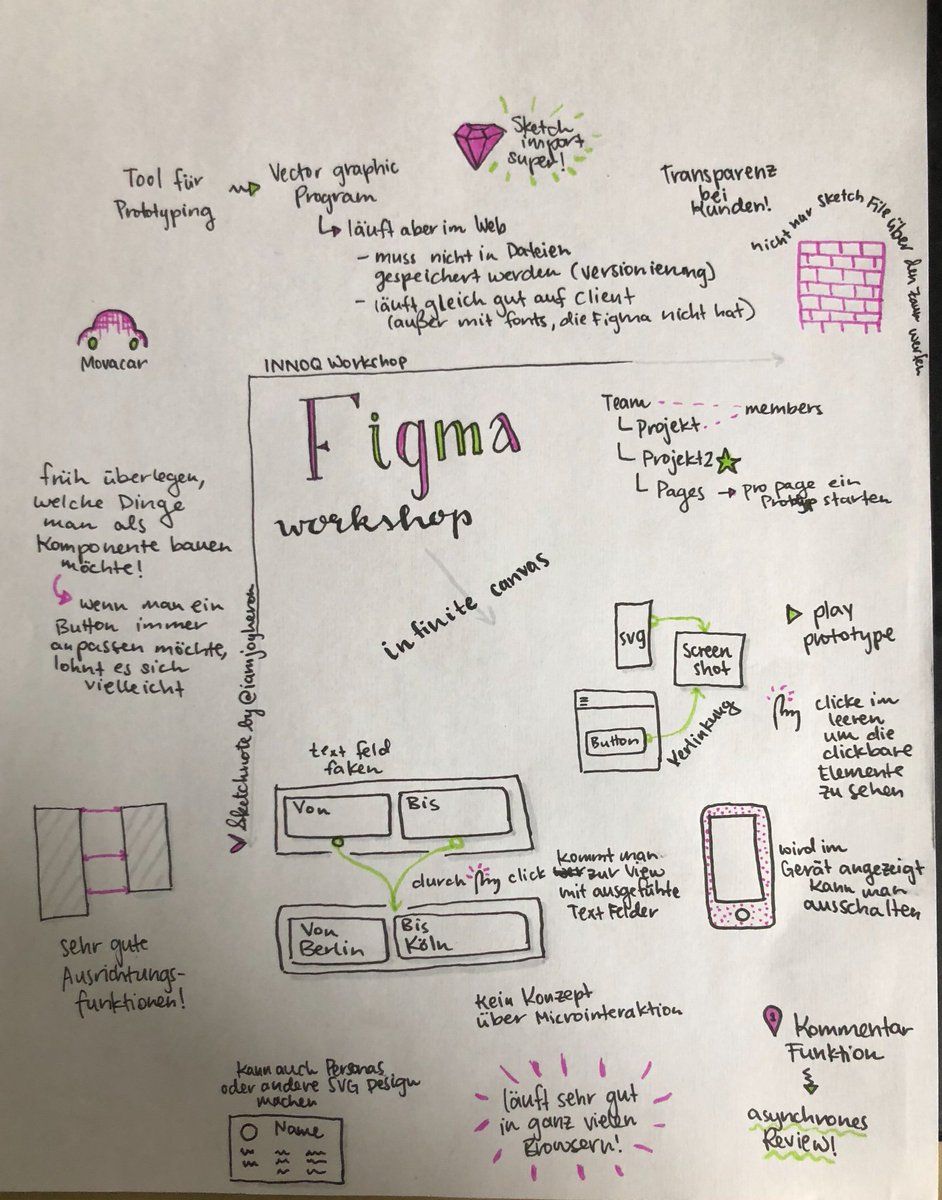 Sketch
import
super!
Tool für
Prototyping
Vector graphic
Program
läuft aber im Web
- muss nicht in Dateien
gespeichert werden (Versionierung)
- läuft gleich gut auf Client
(außer mit fonts, die Figma nicht hat)
Transparenz
bei
Kunden!
nicht nur Sketch File über den Zaun werfen
Movacar
INNOQ Workshop
Figma
workshop
infinite canvas
♥ Sketchnote by @iamjoyheron
Team
members
Projekt
Projekt2
Pages → pro page ein
Prototyp starten
früh überlegen,
welche Dinge
man als
Komponente bauen
möchte!
wenn man ein
Button immer
anpassen möchte,
lohnt es sich
vielleicht
svg
Screen
shot
Button
Verlinkung
play
prototype
clicke im
leeren
um die
clickbare
Elemente
zu sehen
text feld
faken
Von
Bis
durch click
kommt man
zur View
mit ausgefühte
Text Felder
Von
Berlin
Bis
Köln
wird im
Gerät angezeigt
kann man
ausschalten
sehr gute
Ausrichtungs-
funktionen!
Kein Konzept
über Microinteraktion
Kann auch Personas
oder andere SVG Design
machen
Name
läuft sehr gut
in ganz vielen
Browsern!
Kommentar
Funktion
asynchrones
Review!